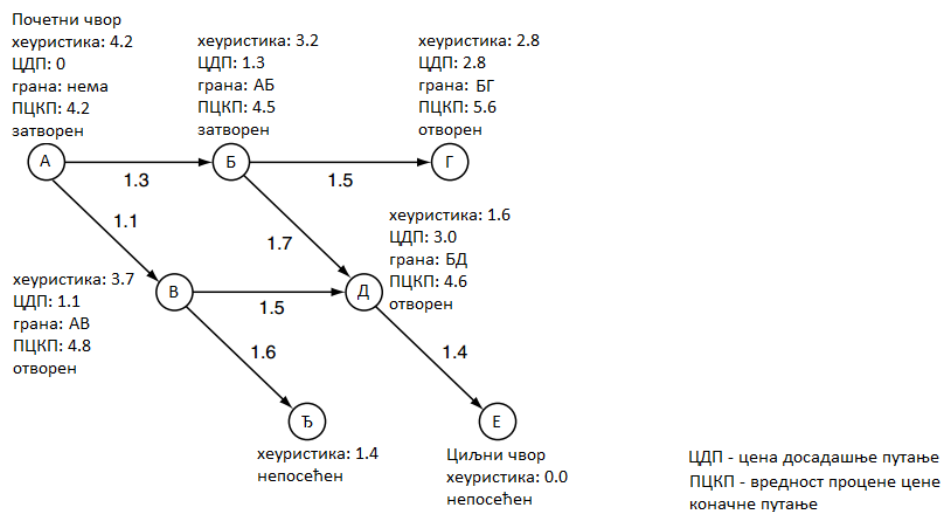 Почетни чвор
хеуристика: 4.2
ЦДП: 0
грана: нема
ПЦКП: 4.2
затворен
хеуристика: 3.2
ЦДП: 1.3
грана: АБ
ПЦКП: 4.5
затворен
хеуристика: 2.8
ЦДП: 2.8
грана: БГ
ПЦКП: 5.6
отворен
А
Б
Г
1.3
1.5
1.1
1.7
хеуристика: 1.6
ЦДП: 3.0
грана: БД
ПЦКП: 4.6
отворен
хеуристика: 3.7
ЦДП: 1.1
грана: АВ
ПЦКП: 4.8
отворен
В
Д
1.5
1.6
1.4
Ђ
Е
хеуристика: 1.4
непосећен
Циљни чвор
хеуристика: 0.0
непосећен
ЦДП - цена досадашње путање
ПЦКП - вредност процене цене
коначне путање